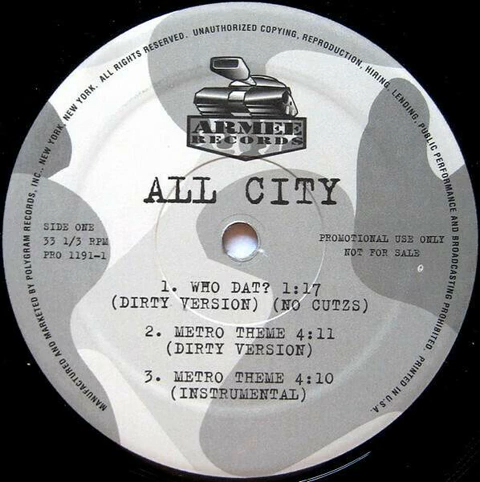 MANUFACTURED AND MARKETED BY POLYGRAM RECORDS, INC., NEW YORK, NEW YORK. ALL RIGHTS RESERVED. UNAUTHORIZED COPYING, REPRODUCTION, HIRING, LENDING, PUBLIC PERFORMANCE AND BROADCASTING PROHIBITED. PRINTED IN U.S.A.
ARMEE
RECORDS
ALL CITY
SIDE ONE
33 1/3 RPM
PRO 1191-1
PROMOTIONAL USE ONLY
NOT FOR SALE
1. WHO DAT? 1:17
(DIRTY VERSION) (NO CUTZS)
2. METRO THEME 4:11
(DIRTY VERSION)
3. METRO THEME 4:10
(INSTRUMENTAL)